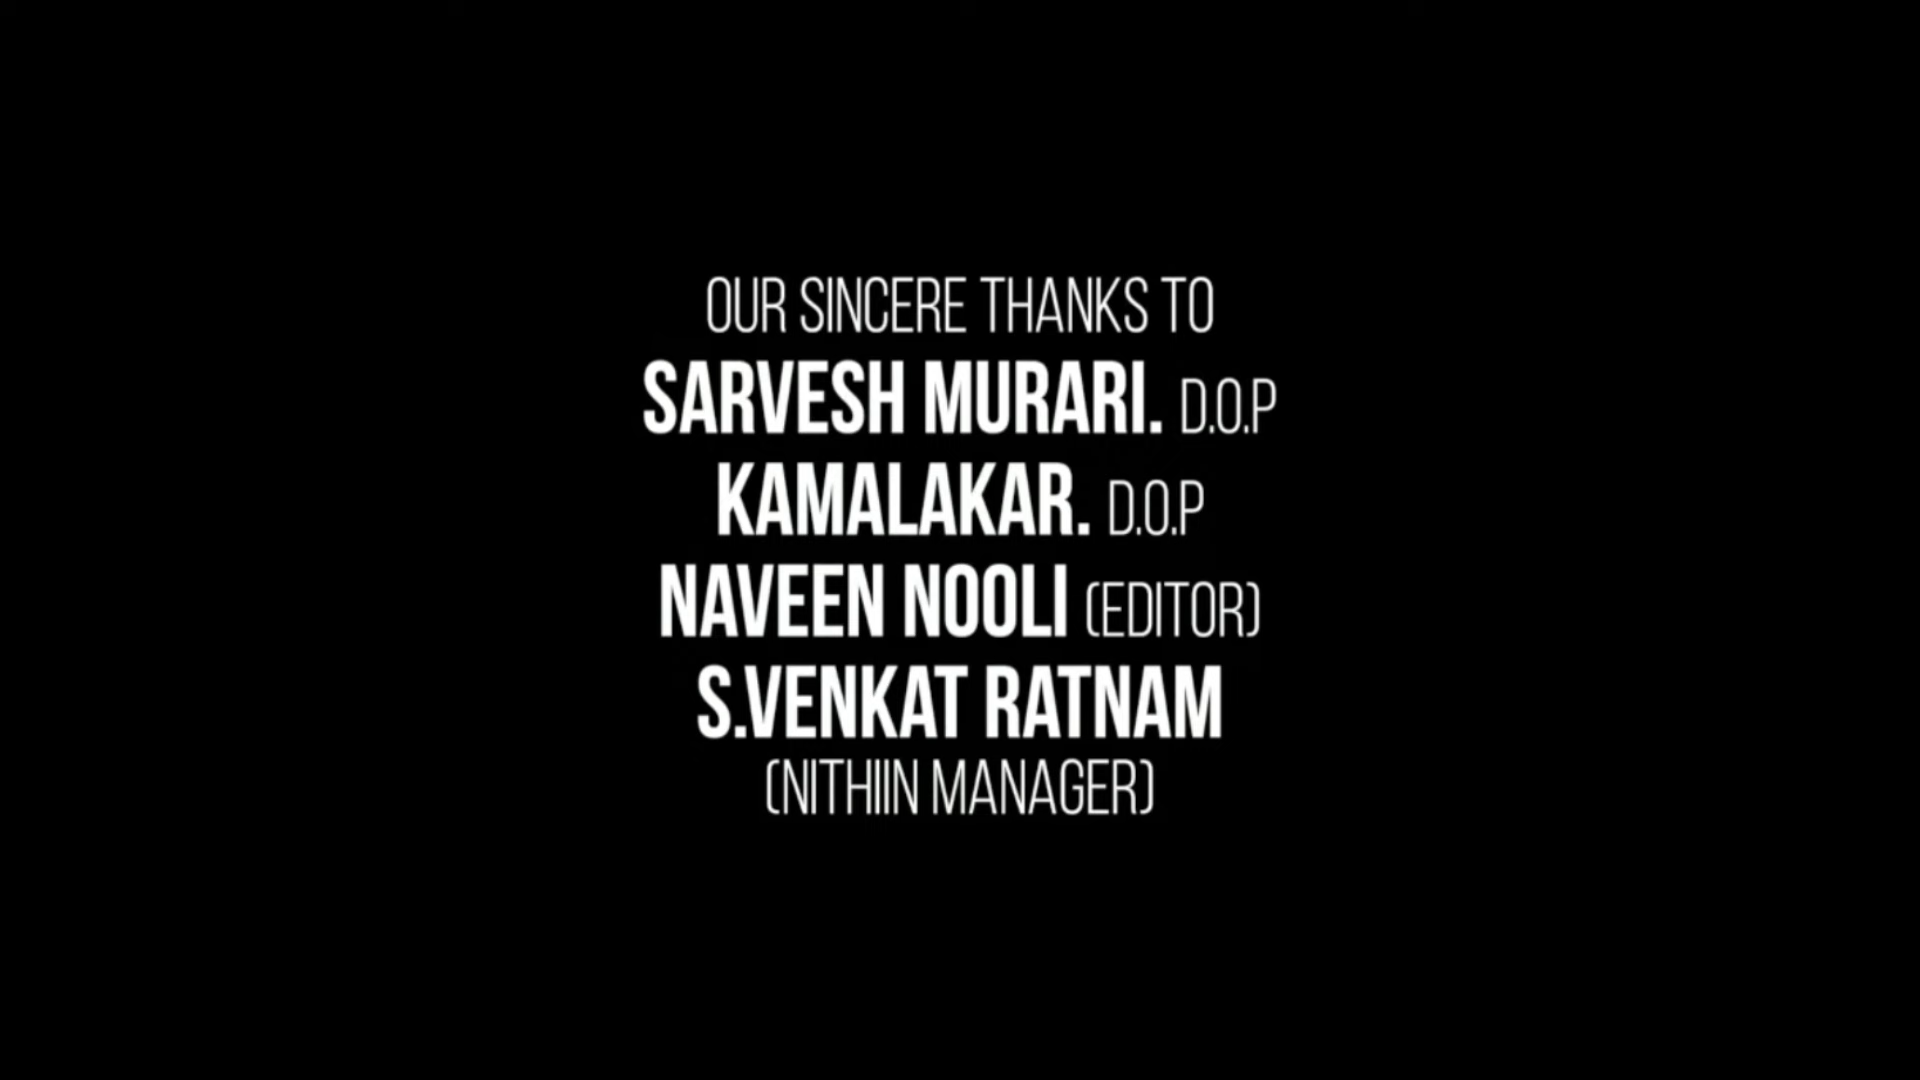 OUR SINCERE THANKS TO
SARVESH MURARI. D.O.P
KAMALAKAR. D.O.P
NAVEEN NOOLI (EDITOR)
S.VENKAT RATNAM
(NITHIIN MANAGER)